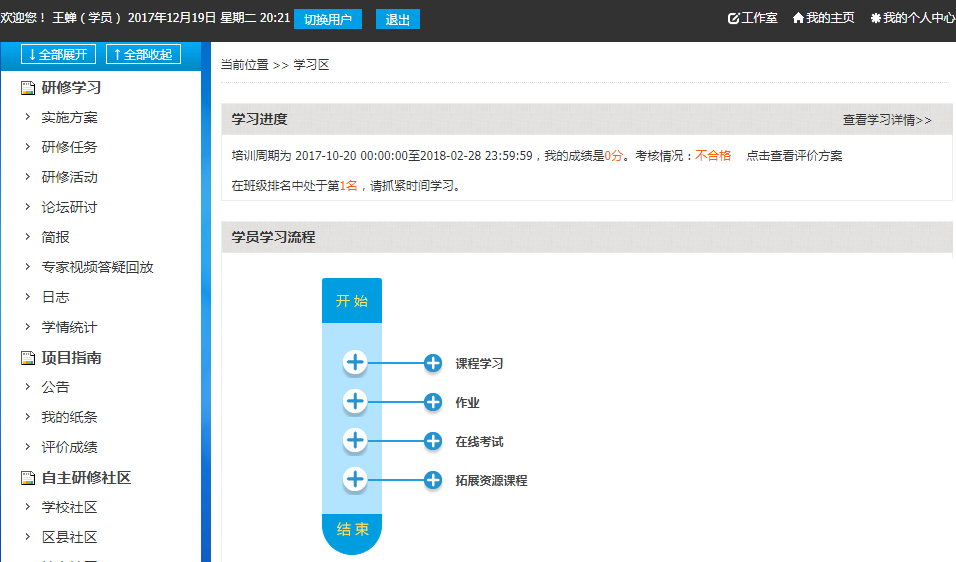 欢迎您！ 王蝉（学员） 2017年12月19日 星期二 20:21 切换用户 退出 工作室 我的主页 我的个人中心
↓全部展开 ↑全部收起
当前位置 >> 学习区
研修学习
实施方案
研修任务
研修活动
论坛研讨
简报
专家视频答疑回放
日志
学情统计
项目指南
公告
我的纸条
评价成绩
自主研修社区
学校社区
区县社区
学习进度 查看学习详情>>
培训周期为 2017-10-20 00:00:00至2018-02-28 23:59:59，我的成绩是0分。考核情况：不合格 点击查看评价方案
在班级排名中处于第1名，请抓紧时间学习。
学员学习流程
开始
课程学习
作业
在线考试
拓展资源课程
结束